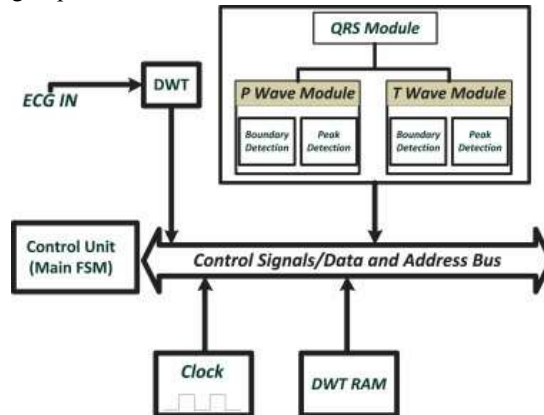 QRS Module
ECG IN
DWT
P Wave Module
T Wave Module
Boundary
Detection
Peak
Detection
Boundary
Detection
Peak
Detection
Control Unit
(Main FSM)
Control Signals/Data and Address Bus
Clock
DWT RAM